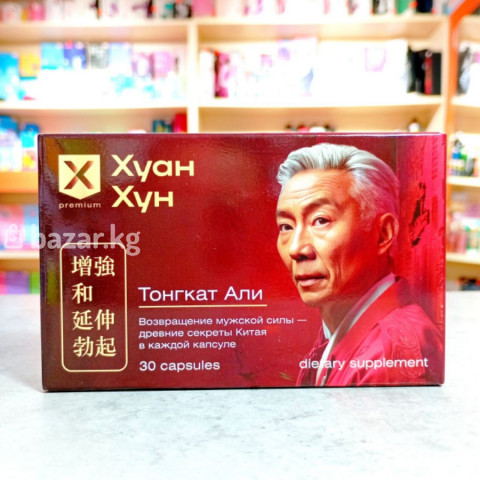 Хуан
Хун
premium
bazar.kg
增強
和
延伸
勃起
Тонгкат Али
Возвращение мужской силы —
древние секреты Китая
в каждой капсуле
30 capsules
dietary supplement